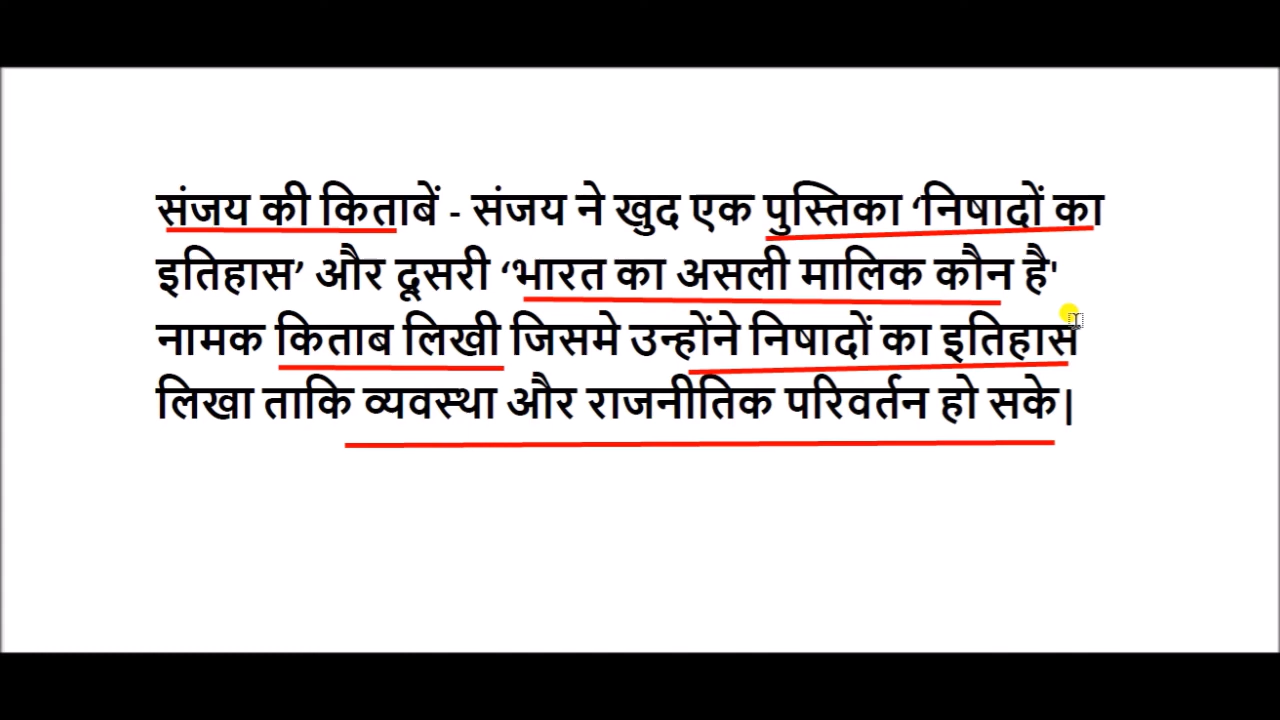 संजय की किताबें - संजय ने खुद एक पुस्तिका ‘निषादों का
इतिहास’ और दूसरी ‘भारत का असली मालिक कौन है'
नामक किताब लिखी जिसमे उन्होंने निषादों का इतिहास
लिखा ताकि व्यवस्था और राजनीतिक परिवर्तन हो सके|